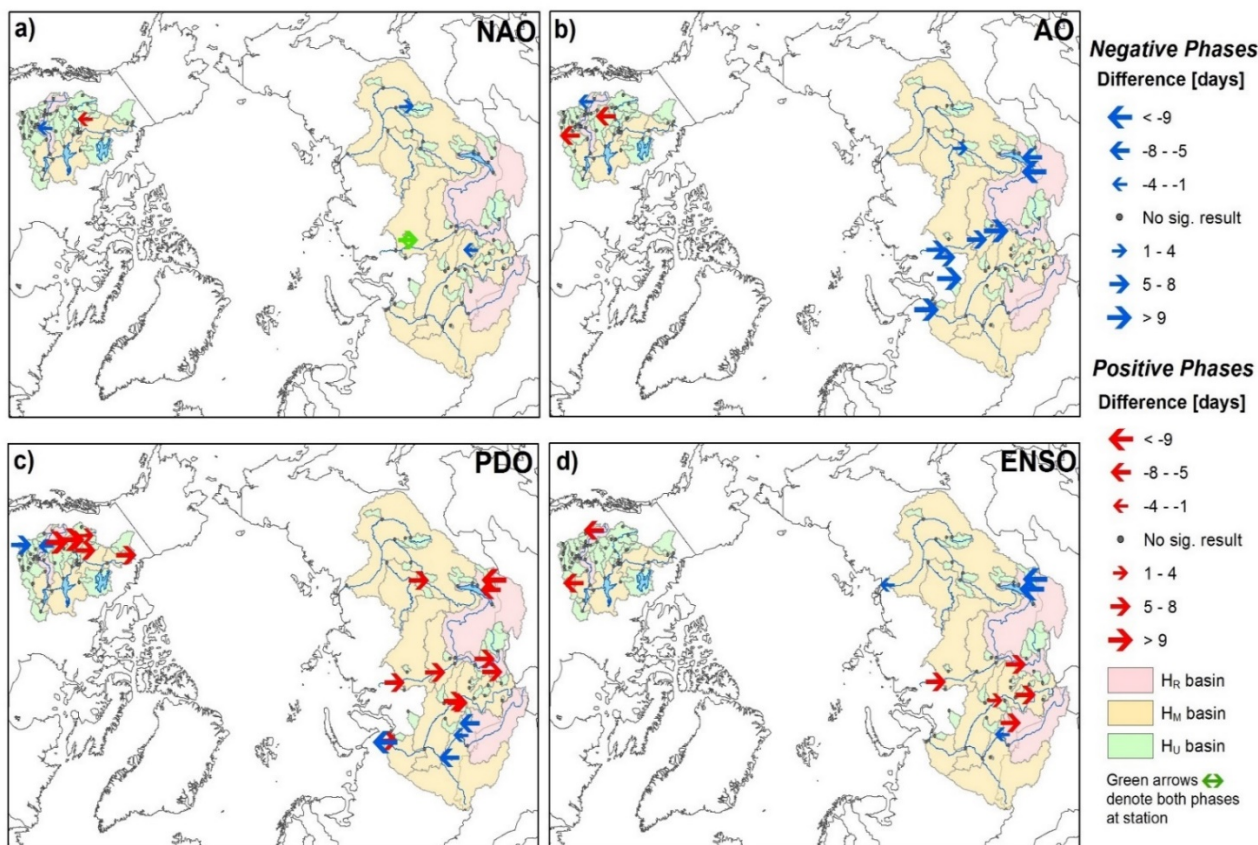 a)
NAO
b)
AO
c)
PDO
d)
ENSO
Negative Phases
Difference [days]
< -9
-8 - -5
-4 - -1
No sig. result
1 - 4
5 - 8
> 9
Positive Phases
Difference [days]
< -9
-8 - -5
-4 - -1
No sig. result
1 - 4
5 - 8
> 9
HR basin
HM basin
HU basin
Green arrows
denote both phases
at station